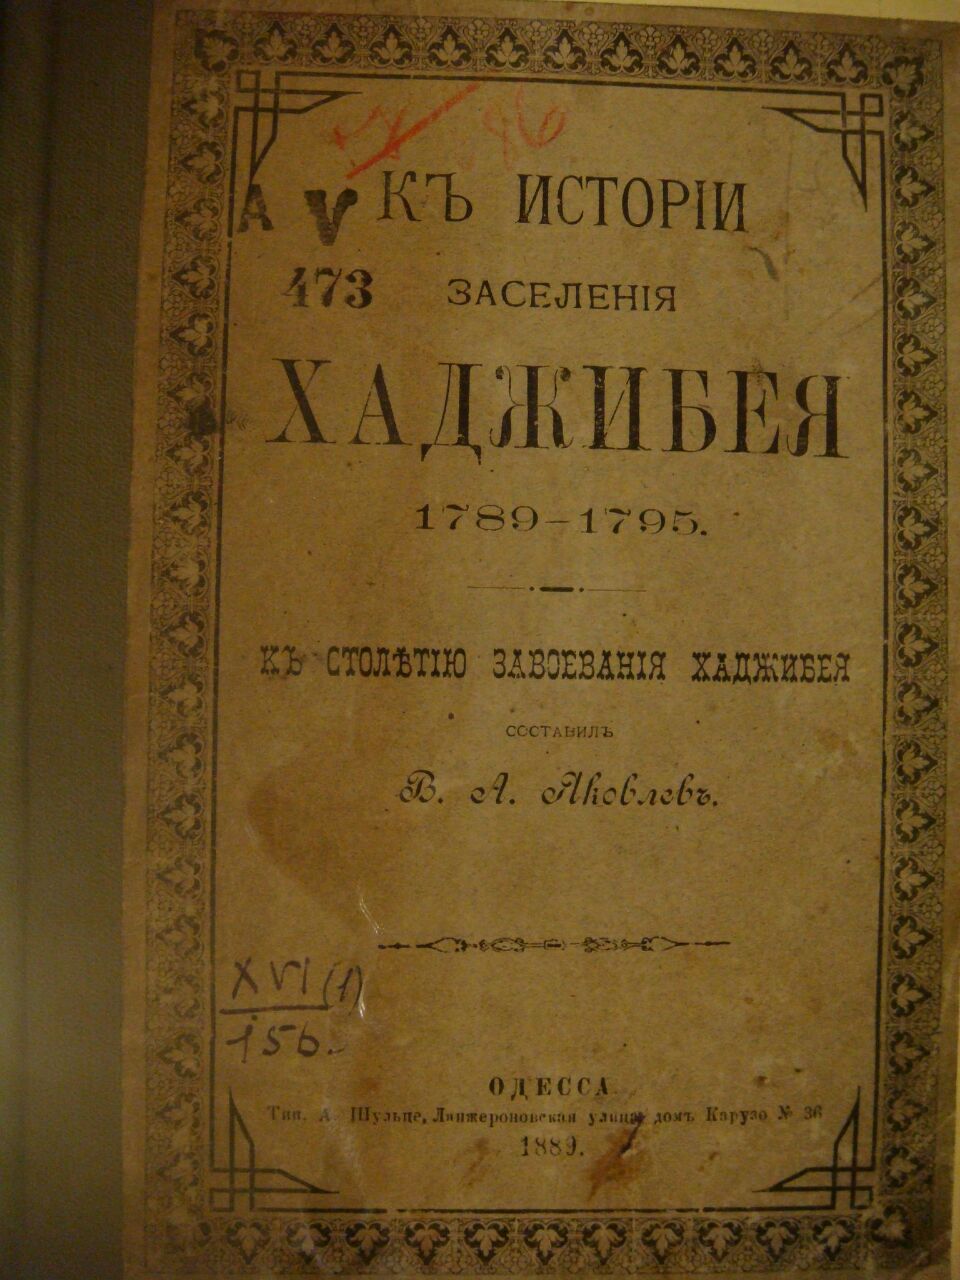 96
КЪ ИСТОРІИ
A V
473
ЗАСЕЛЕНІЯ
ХАДЖИБЕЯ
1789–1795.
КЪ СТОЛѢТІЮ ЗАВОЕВАНІЯ ХАДЖИБЕЯ
СОСТАВИЛЪ
В. А. Яковлевъ.
XVI (1)
156.
ОДЕССА
Тип. А. Шульце, Ланжероновская улица, домъ Карузо № 36
1889.